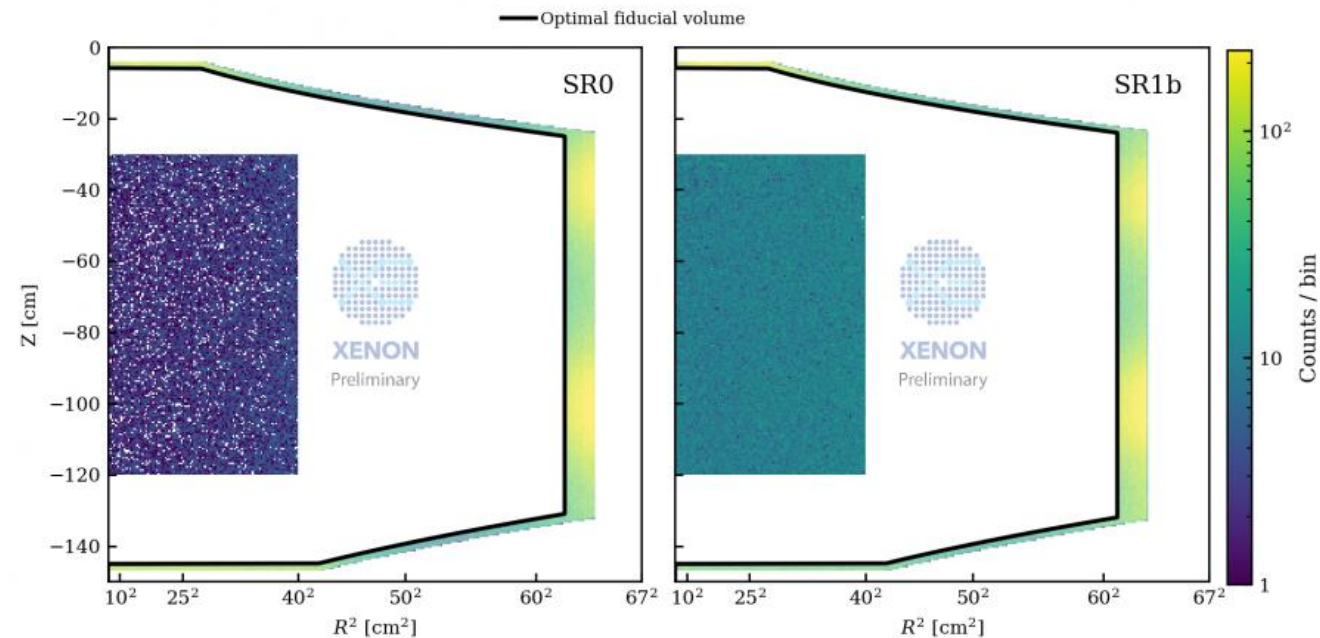 Optimal fiducial volume
SR0
SR1b
0
−20
−40
−60
−80
−100
−120
−140
Z [cm]
XENON
Preliminary
XENON
Preliminary
10² 25² 40² 50² 60² 67²
R² [cm²]
10² 25² 40² 50² 60² 67²
R² [cm²]
10²
10
1
Counts / bin